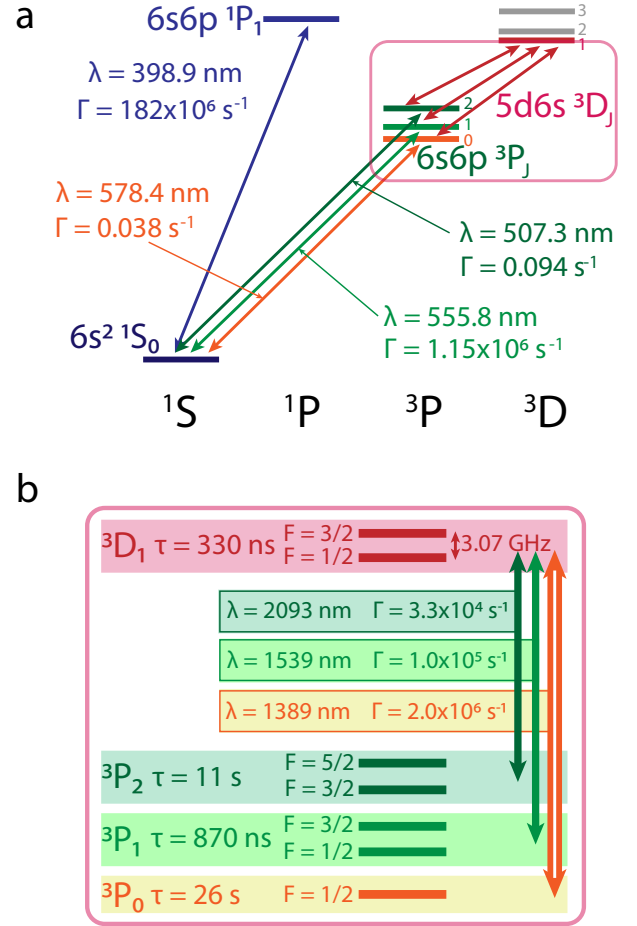 a
6s6p ¹P₁
3
2
1
λ = 398.9 nm
Γ = 182x10⁶ s⁻¹
2
1
0
5d6s ³D_J
6s6p ³P_J
λ = 578.4 nm
Γ = 0.038 s⁻¹
λ = 507.3 nm
Γ = 0.094 s⁻¹
λ = 555.8 nm
Γ = 1.15x10⁶ s⁻¹
6s² ¹S₀
¹S ¹P ³P ³D
b
³D₁ τ = 330 ns
F = 3/2
F = 1/2
3.07 GHz
λ = 2093 nm Γ = 3.3x10⁴ s⁻¹
λ = 1539 nm Γ = 1.0x10⁵ s⁻¹
λ = 1389 nm Γ = 2.0x10⁶ s⁻¹
³P₂ τ = 11 s
F = 5/2
F = 3/2
³P₁ τ = 870 ns
F = 3/2
F = 1/2
³P₀ τ = 26 s
F = 1/2